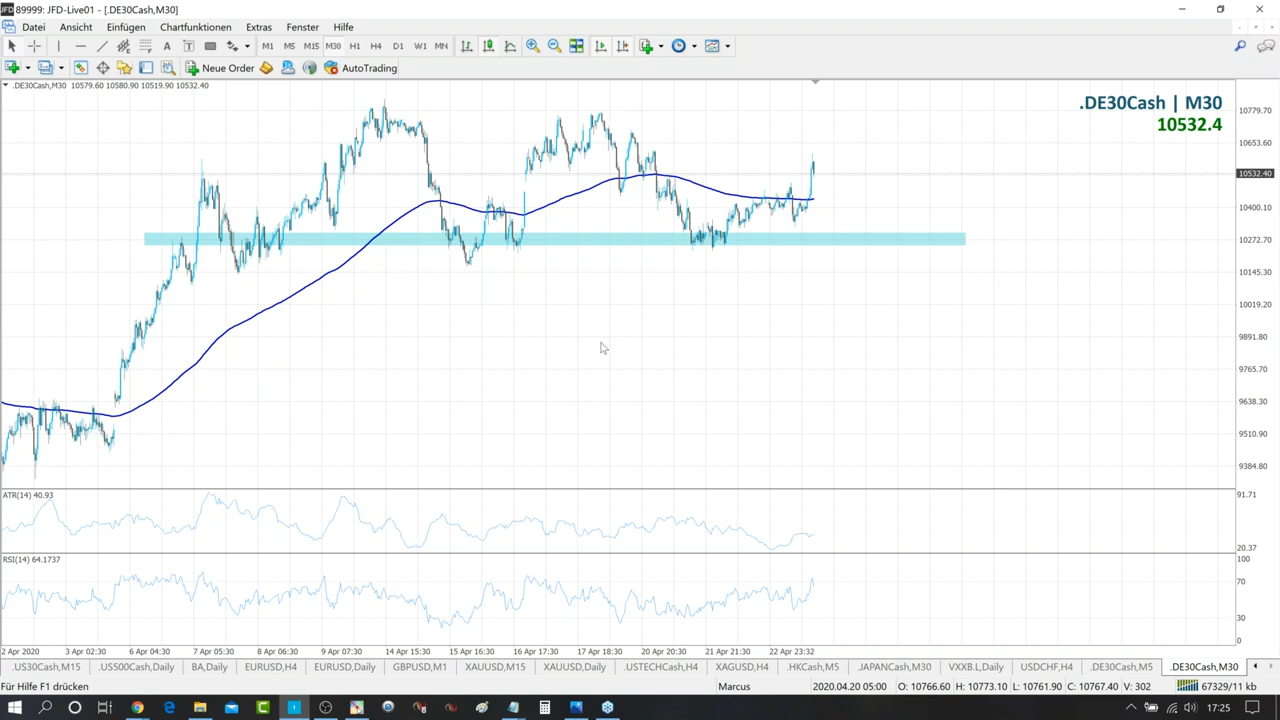 89999: JFD-Live01 - [.DE30Cash,M30]
Datei Ansicht Einfügen Chartfunktionen Extras Fenster Hilfe
M1 M5 M15 M30 H1 H4 D1 W1 MN
Neue Order AutoTrading
.DE30Cash,M30 10579.60 10580.90 10519.90 10532.40
.DE30Cash | M30
10532.4
10779.70
10653.60
10532.40
10400.10
10272.70
10145.30
10019.20
9891.80
9765.70
9638.30
9510.90
9384.80
ATR(14) 40.93
91.71
20.37
RSI(14) 64.1737
100
70
30
0
2 Apr 2020 3 Apr 02:30 6 Apr 04:30 7 Apr 05:30 8 Apr 06:30 9 Apr 07:30 14 Apr 15:30 15 Apr 16:30 16 Apr 17:30 17 Apr 18:30 20 Apr 20:30 21 Apr 21:30 22 Apr 23:32
.US30Cash,M15 .US500Cash,Daily BA,Daily EURUSD,H4 EURUSD,Daily GBPUSD,M1 XAUUSD,M15 XAUUSD,Daily .USTECHCash,H4 XAGUSD,H4 .HKCash,M5 .JAPANCash,M30 VXXB.L,Daily USDCHF,H4 .DE30Cash,M5 .DE30Cash,M30
Für Hilfe F1 drücken Marcus 2020.04.20 05:00 O: 10766.60 H: 10773.10 L: 10761.90 C: 10767.40 V: 302 67329/11 kb
17:25